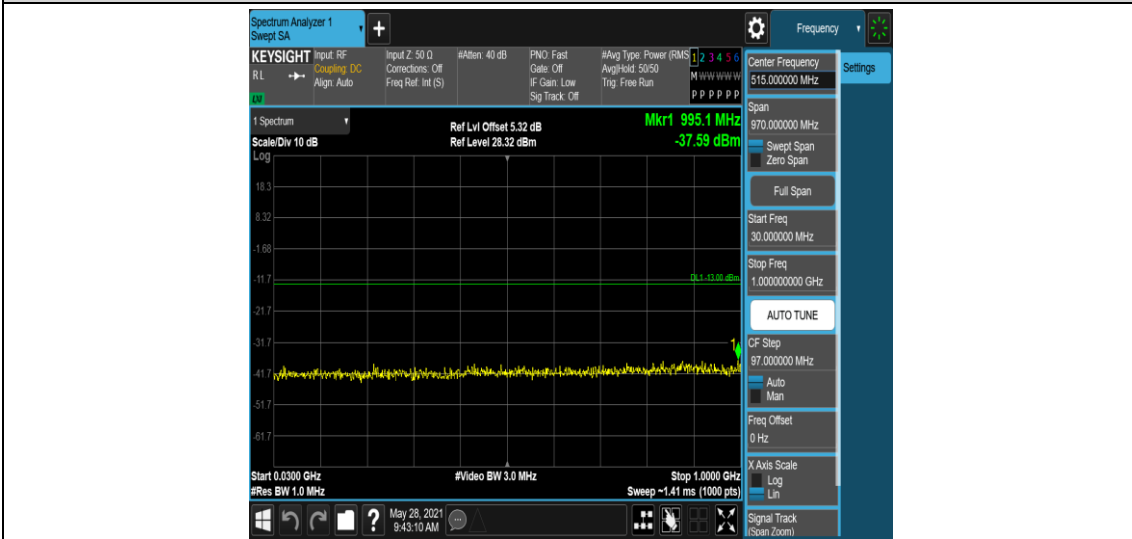 Spectrum Analyzer 1
Swept SA
+
Frequency
KEYSIGHT
RL
Input: RF
Coupling: DC
Align: Auto
Input Z: 50 Ω
Corrections: Off
Freq Ref: Int (S)
#Atten: 40 dB
PNO: Fast
Gate: Off
IF Gain: Low
Sig Track: Off
#Avg Type: Power (RMS
Avg|Hold: 50/50
Trig: Free Run
1 2 3 4 5 6
M W W W W W
P P P P P P
1 Spectrum
Scale/Div 10 dB
Log
Ref Lvl Offset 5.32 dB
Ref Level 28.32 dBm
Mkr1 995.1 MHz
-37.59 dBm
18.3
8.32
-1.68
-11.7
DL1 -13.00 dBm
-21.7
-31.7
1
-41.7
-51.7
-61.7
Start 0.0300 GHz
#Res BW 1.0 MHz
#Video BW 3.0 MHz
Stop 1.0000 GHz
Sweep ~1.41 ms (1000 pts)
Center Frequency
515.000000 MHz
Settings
Span
970.000000 MHz
Swept Span
Zero Span
Full Span
Start Freq
30.000000 MHz
Stop Freq
1.000000000 GHz
AUTO TUNE
CF Step
97.000000 MHz
Auto
Man
Freq Offset
0 Hz
X Axis Scale
Log
Lin
Signal Track
(Span Zoom)
?
May 28, 2021
9:43:10 AM